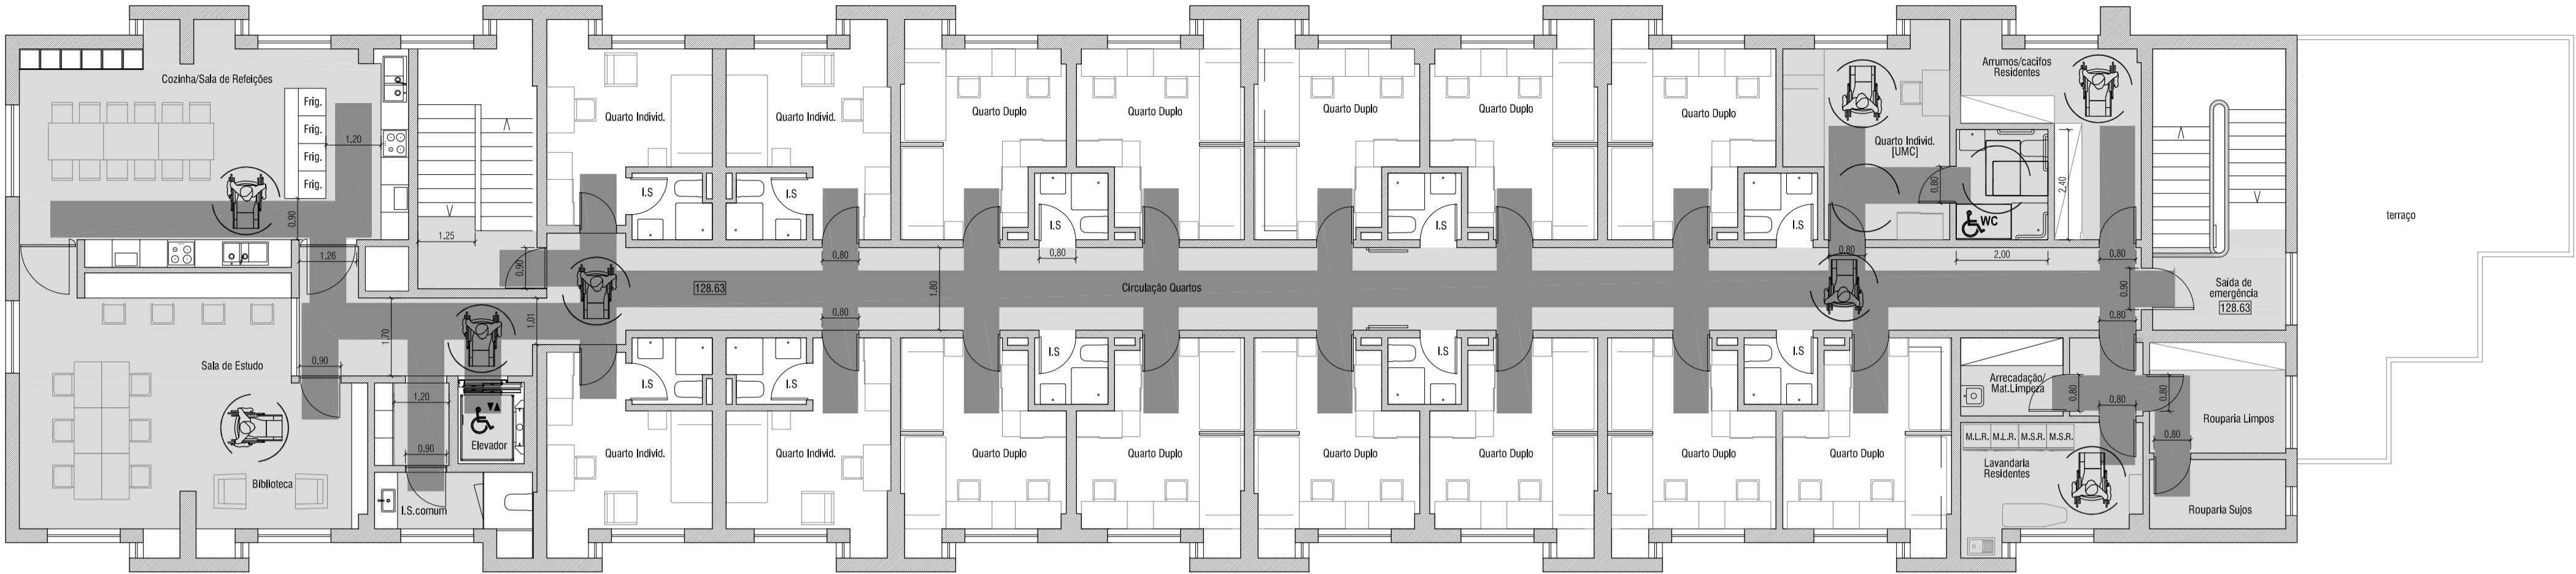 Cozinha/Sala de Refeições
Frig.
Frig.
Frig.
Frig.
1.20
0.90
1.26
1.25
0.90
Quarto Individ.
Quarto Individ.
Quarto Duplo
Quarto Duplo
Quarto Duplo
Quarto Duplo
Quarto Duplo
Quarto Individ.
[UMC]
Arrumos/cacifos
Residentes
I.S
I.S
I.S
I.S
I.S
0.80
2.40
WC
2.00
0.80
0.80
0.80
0.80
terraço
128.63
1.80
Circulação Quartos
0.90
Saída de
emergência
128.63
1.01
1.70
0.80
0.80
Sala de Estudo
0.90
1.20
0.90
Elevador
Biblioteca
I.S.comum
I.S
I.S
I.S
I.S
I.S
Quarto Individ.
Quarto Individ.
Quarto Duplo
Quarto Duplo
Quarto Duplo
Quarto Duplo
Quarto Duplo
Quarto Duplo
Arrecadação/
Mat.Limpeza
0.80
0.80
0.80
0.80
Rouparia Limpos
M.L.R.
M.L.R.
M.S.R.
M.S.R.
Lavandaria
Residentes
Rouparia Sujos